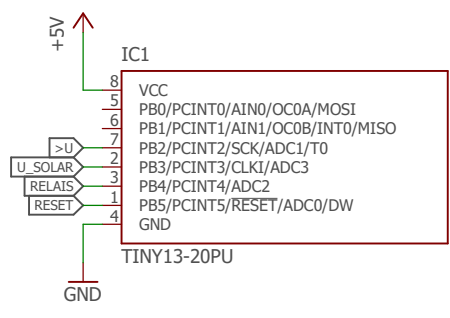 +5V
IC1
8 VCC
5 PB0/PCINT0/AIN0/OC0A/MOSI
6 PB1/PCINT1/AIN1/OC0B/INT0/MISO
>U 7 PB2/PCINT2/SCK/ADC1/T0
U_SOLAR 2 PB3/PCINT3/CLKI/ADC3
RELAIS 3 PB4/PCINT4/ADC2
RESET 1 PB5/PCINT5/RESET/ADC0/DW
4 GND
TINY13-20PU
GND